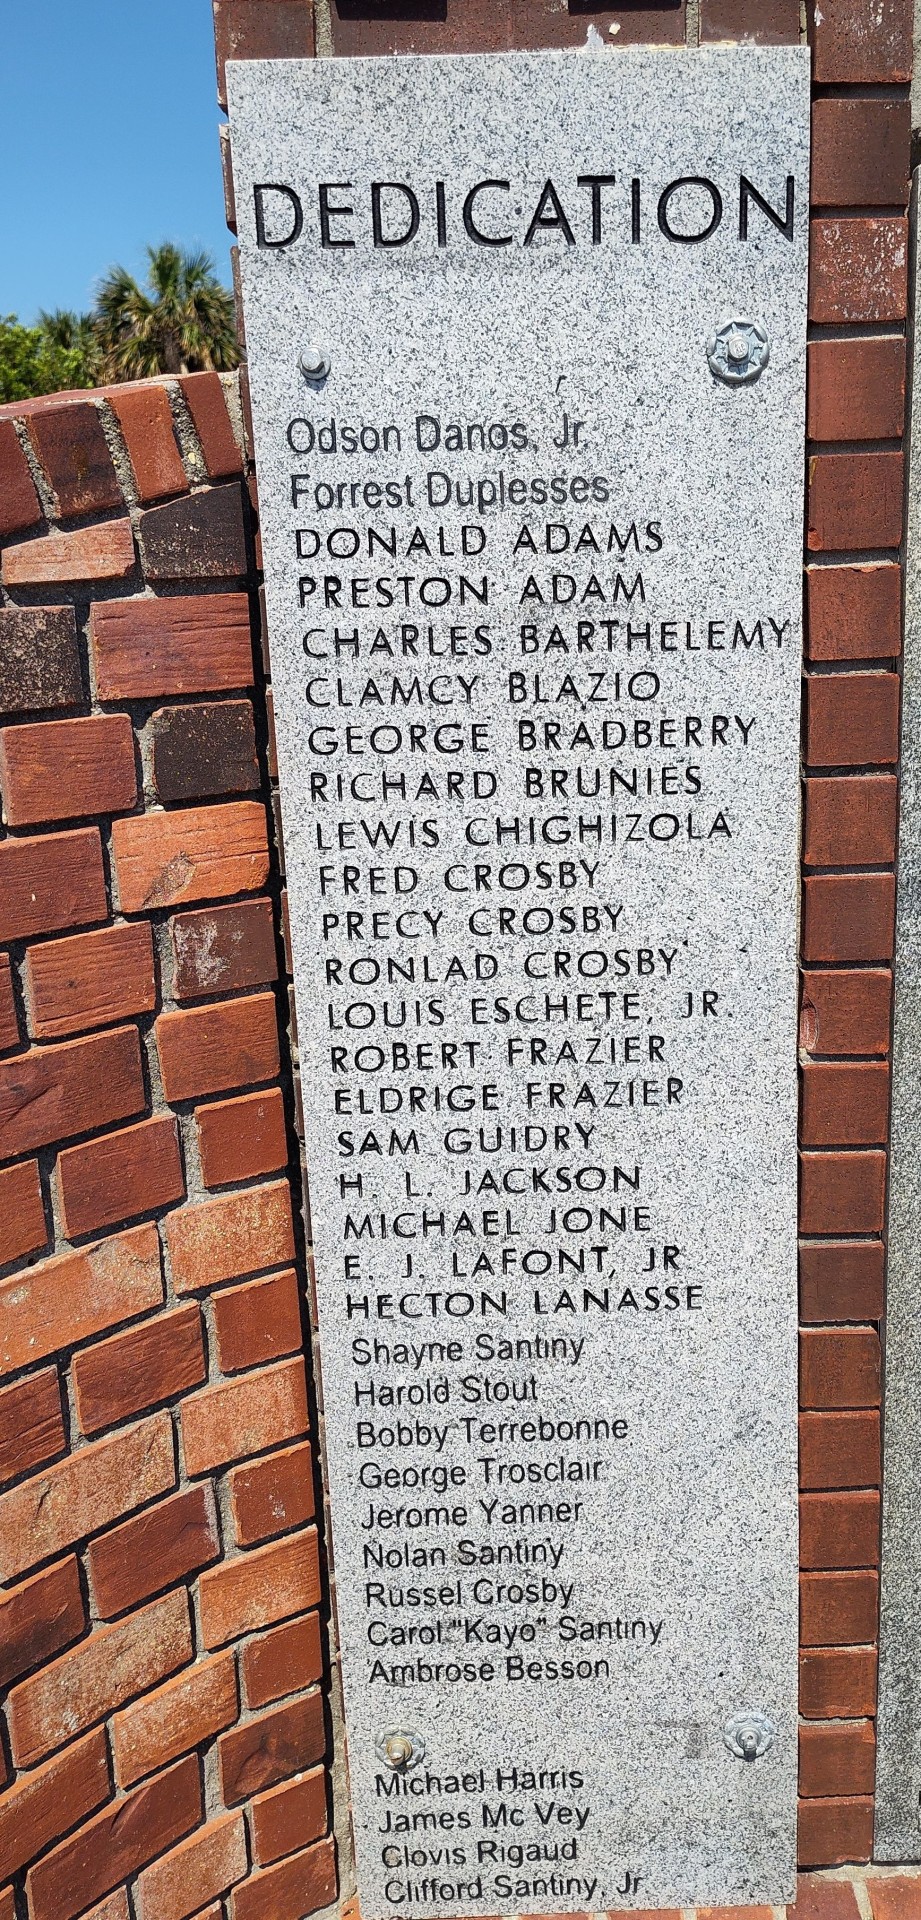 DEDICATION
Odson Danos, Jr.
Forrest Duplesses
DONALD ADAMS
PRESTON ADAM
CHARLES BARTHELEMY
CLAMCY BLAZIO
GEORGE BRADBERRY
RICHARD BRUNIES
LEWIS CHIGHIZOLA
FRED CROSBY
PRECY CROSBY
RONLAD CROSBY
LOUIS ESCHETE, JR.
ROBERT FRAZIER
ELDRIGE FRAZIER
SAM GUIDRY
H. L. JACKSON
MICHAEL JONE
E. J. LAFONT, JR
HECTON LANASSE
Shayne Santiny
Harold Stout
Bobby Terrebonne
George Trosclair
Jerome Yanner
Nolan Santiny
Russel Crosby
Carol "Kayo" Santiny
Ambrose Besson
Michael Harris
James Mc Vey
Clovis Rigaud
Clifford Santiny, Jr